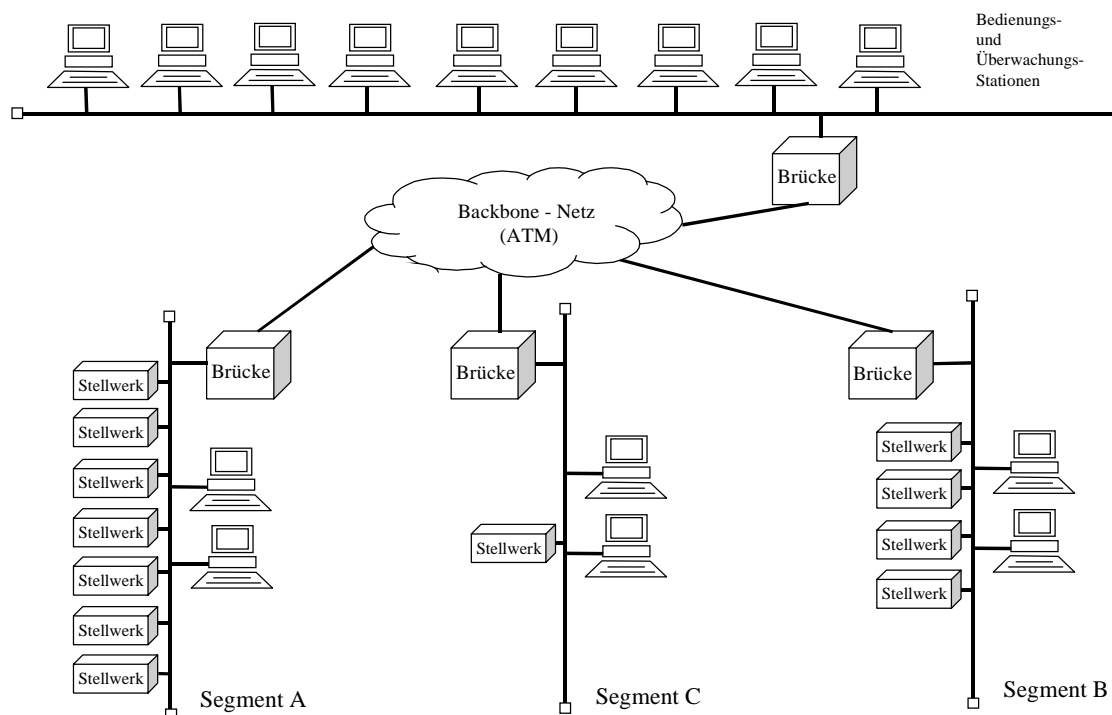 Bedienungs-
und
Überwachungs-
Stationen
Brücke
Backbone - Netz
(ATM)
Brücke
Brücke
Brücke
Stellwerk
Stellwerk
Stellwerk
Stellwerk
Stellwerk
Stellwerk
Stellwerk
Segment A
Stellwerk
Segment C
Stellwerk
Stellwerk
Stellwerk
Stellwerk
Segment B